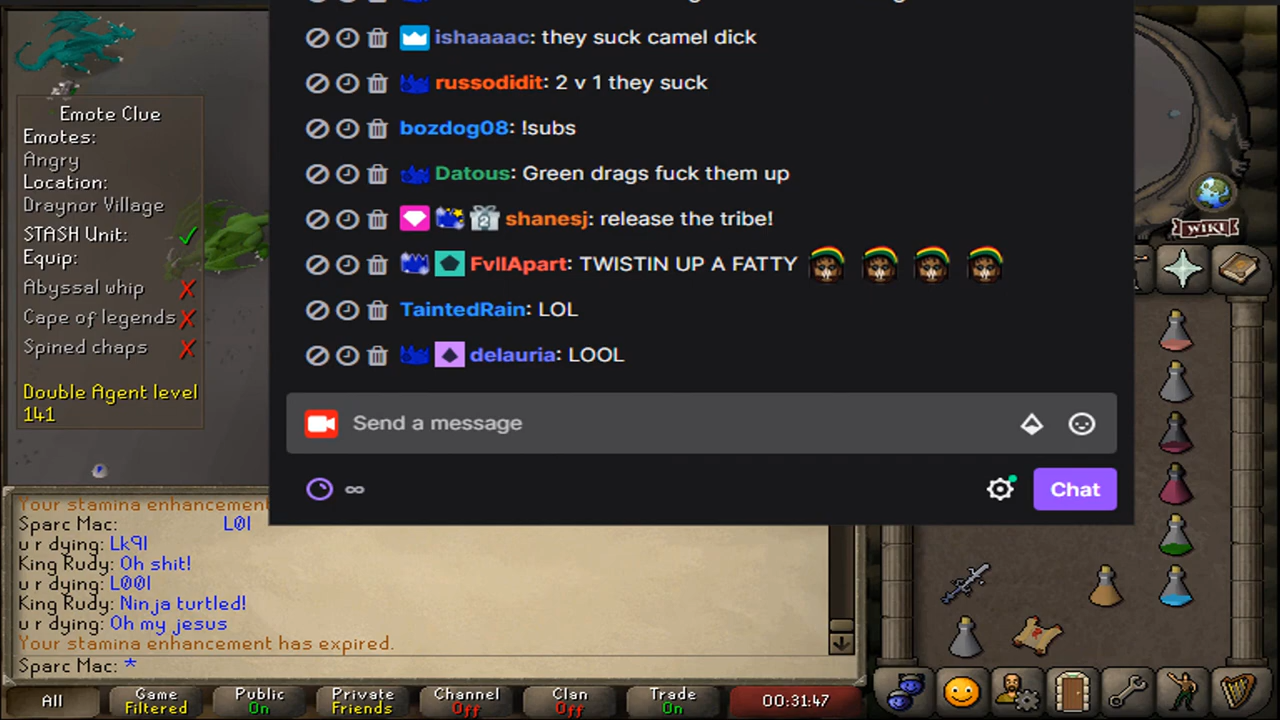 ishaaaac: they suck camel dick
russodidit: 2 v 1 they suck
bozdog08: !subs
Datous: Green drags fuck them up
2 shanesj: release the tribe!
FvllApart: TWISTIN UP A FATTY
TaintedRain: LOL
delauria: LOOL
Send a message
∞
Chat
Emote Clue
Emotes:
Angry
Location:
Draynor Village
STASH Unit:
Equip:
Abyssal whip
Cape of legends
Spined chaps
Double Agent level
141
WIKI
Your stamina enhancement
Sparc Mac: L0l
u r dying: Lk9l
King Rudy: Oh shit!
u r dying: L00l
King Rudy: Ninja turtled!
u r dying: Oh my jesus
Your stamina enhancement has expired.
Sparc Mac: *
All
Game
Filtered
Public
On
Private
Friends
Channel
Off
Clan
Off
Trade
On
00:31:47